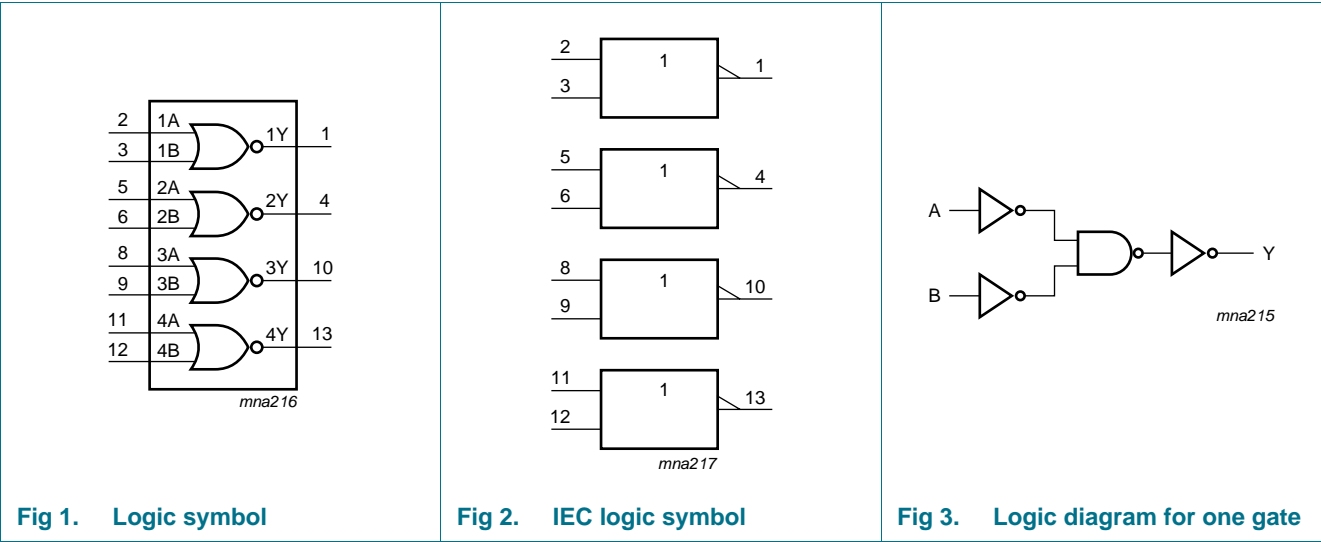 2 1A 1Y 1
3 1B
5 2A 2Y 4
6 2B
8 3A 3Y 10
9 3B
11 4A 4Y 13
12 4B
mna216
Fig 1. Logic symbol
2 1 1
3
5 1 4
6
8 1 10
9
11 1 13
12
mna217
Fig 2. IEC logic symbol
A Y
B
mna215
Fig 3. Logic diagram for one gate